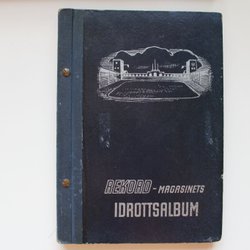 REKORD - MAGASINETS
IDROTTSALBUM